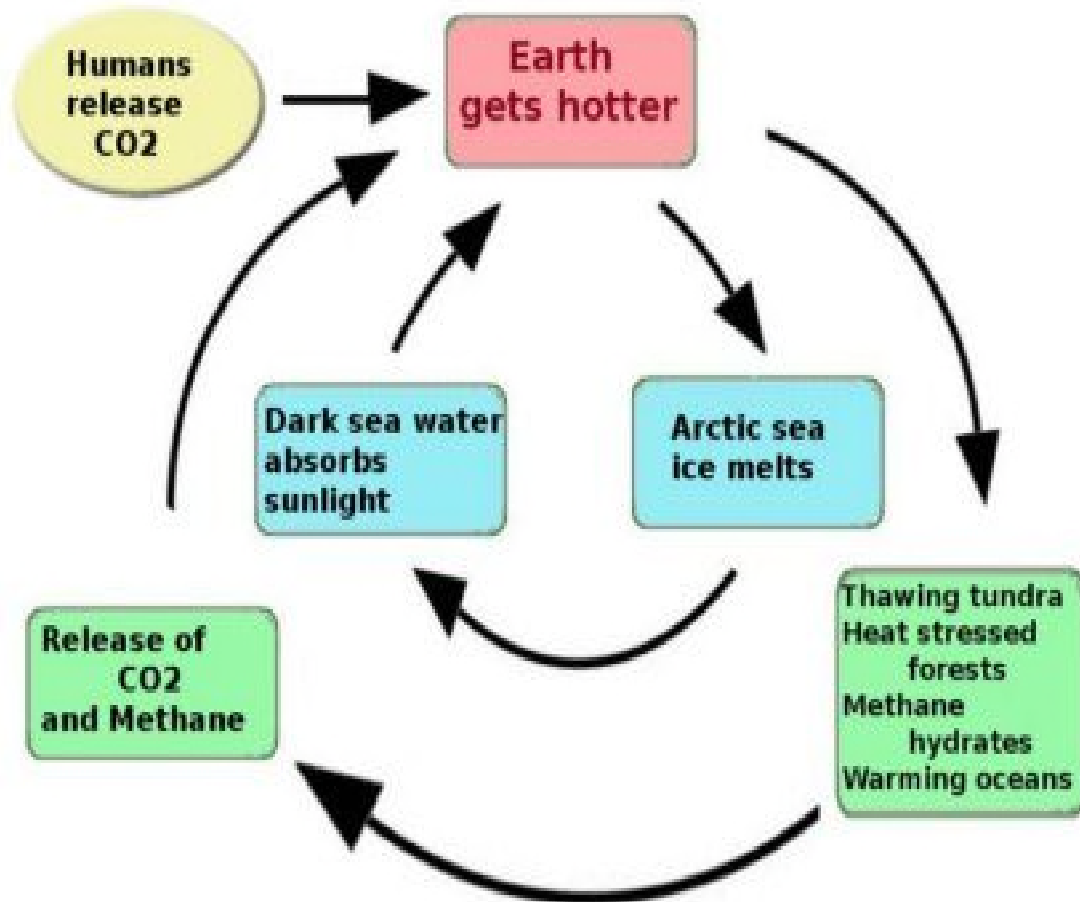 Humans
release
CO2
Earth
gets hotter
Dark sea water
absorbs
sunlight
Arctic sea
ice melts
Release of
CO2
and Methane
Thawing tundra
Heat stressed
forests
Methane
hydrates
Warming oceans